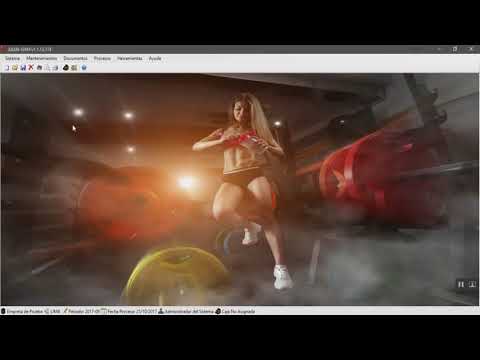 Sistema Mantenimientos Documentos Procesos Herramientas Ayuda
Empresa de Prueba LIMA Periodo 2017-09 Fecha Proceso 21/10/2017 Administrador del Sistema Caja No Asignada